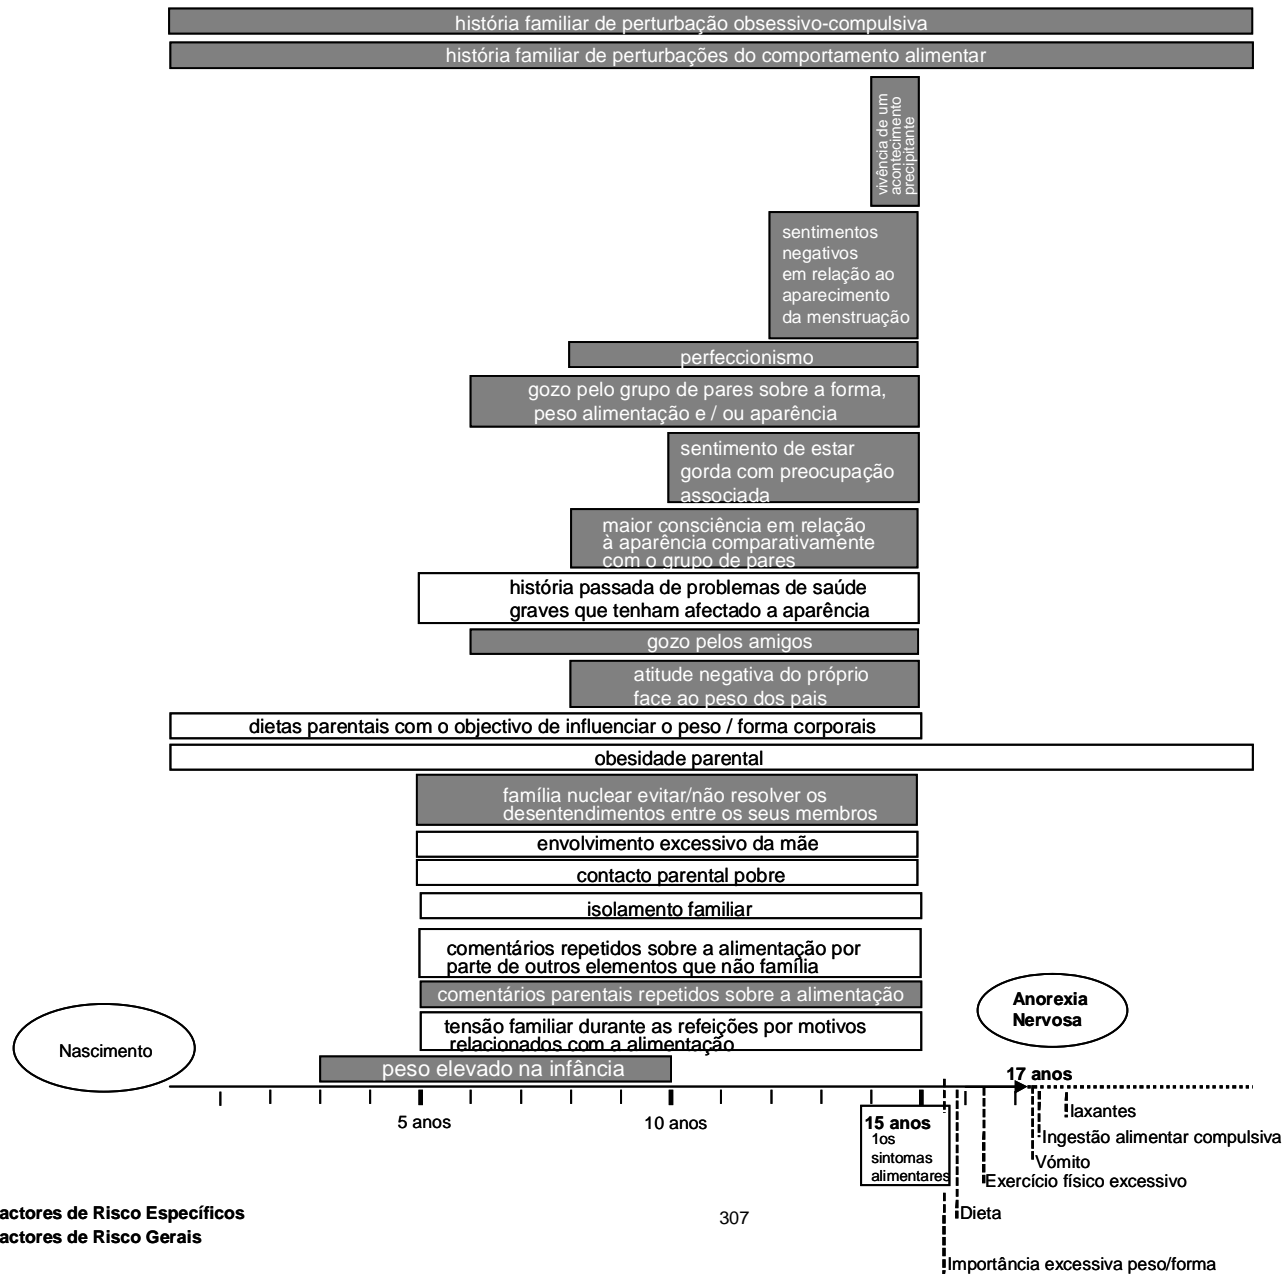 história familiar de perturbação obsessivo-compulsiva
história familiar de perturbações do comportamento alimentar
vivência de um
acontecimento
precipitante
sentimentos
negativos
em relação ao
aparecimento
da menstruação
perfeccionismo
gozo pelo grupo de pares sobre a forma,
peso alimentação e / ou aparência
sentimento de estar
gorda com preocupação
associada
maior consciência em relação
à aparência comparativamente
com o grupo de pares
história passada de problemas de saúde
graves que tenham afectado a aparência
gozo pelos amigos
atitude negativa do próprio
face ao peso dos pais
dietas parentais com o objectivo de influenciar o peso / forma corporais
obesidade parental
família nuclear evitar/não resolver os
desentendimentos entre os seus membros
envolvimento excessivo da mãe
contacto parental pobre
isolamento familiar
comentários repetidos sobre a alimentação por
parte de outros elementos que não família
comentários parentais repetidos sobre a alimentação
tensão familiar durante as refeições por motivos
relacionados com a alimentação
peso elevado na infância
Nascimento
Anorexia
Nervosa
17 anos
5 anos
10 anos
15 anos
1os
sintomas
alimentares
laxantes
Ingestão alimentar compulsiva
Vómito
Exercício físico excessivo
Dieta
Importância excessiva peso/forma
actores de Risco Específicos
actores de Risco Gerais
307